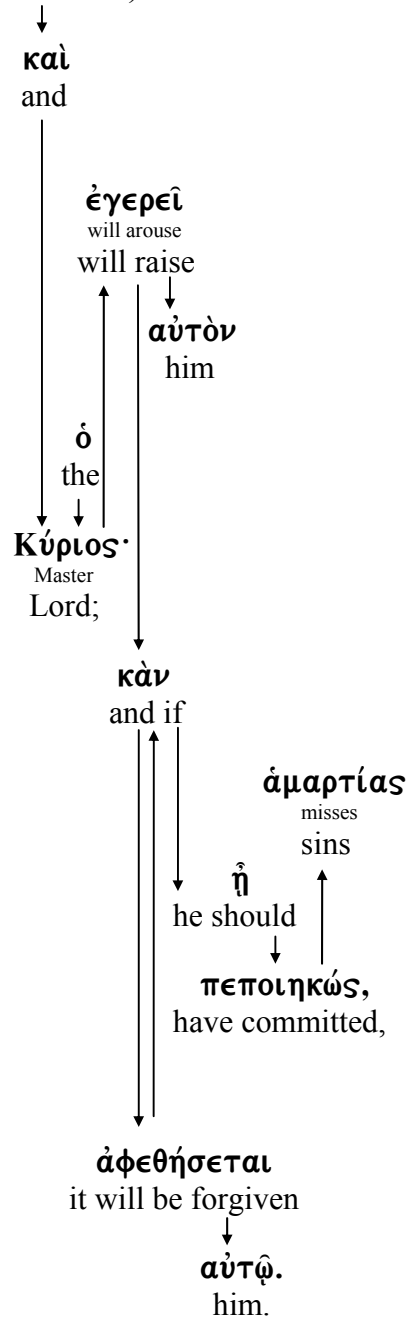 καὶ
and
ἐγερεῖ
will arouse
will raise
αὐτὸν
him
ὁ
the
Κύριος·
Master
Lord;
κἂν
and if
ἁμαρτίας
misses
sins
ᾖ
he should
πεποιηκώς,
have committed,
ἀφεθήσεται
it will be forgiven
αὐτῷ.
him.